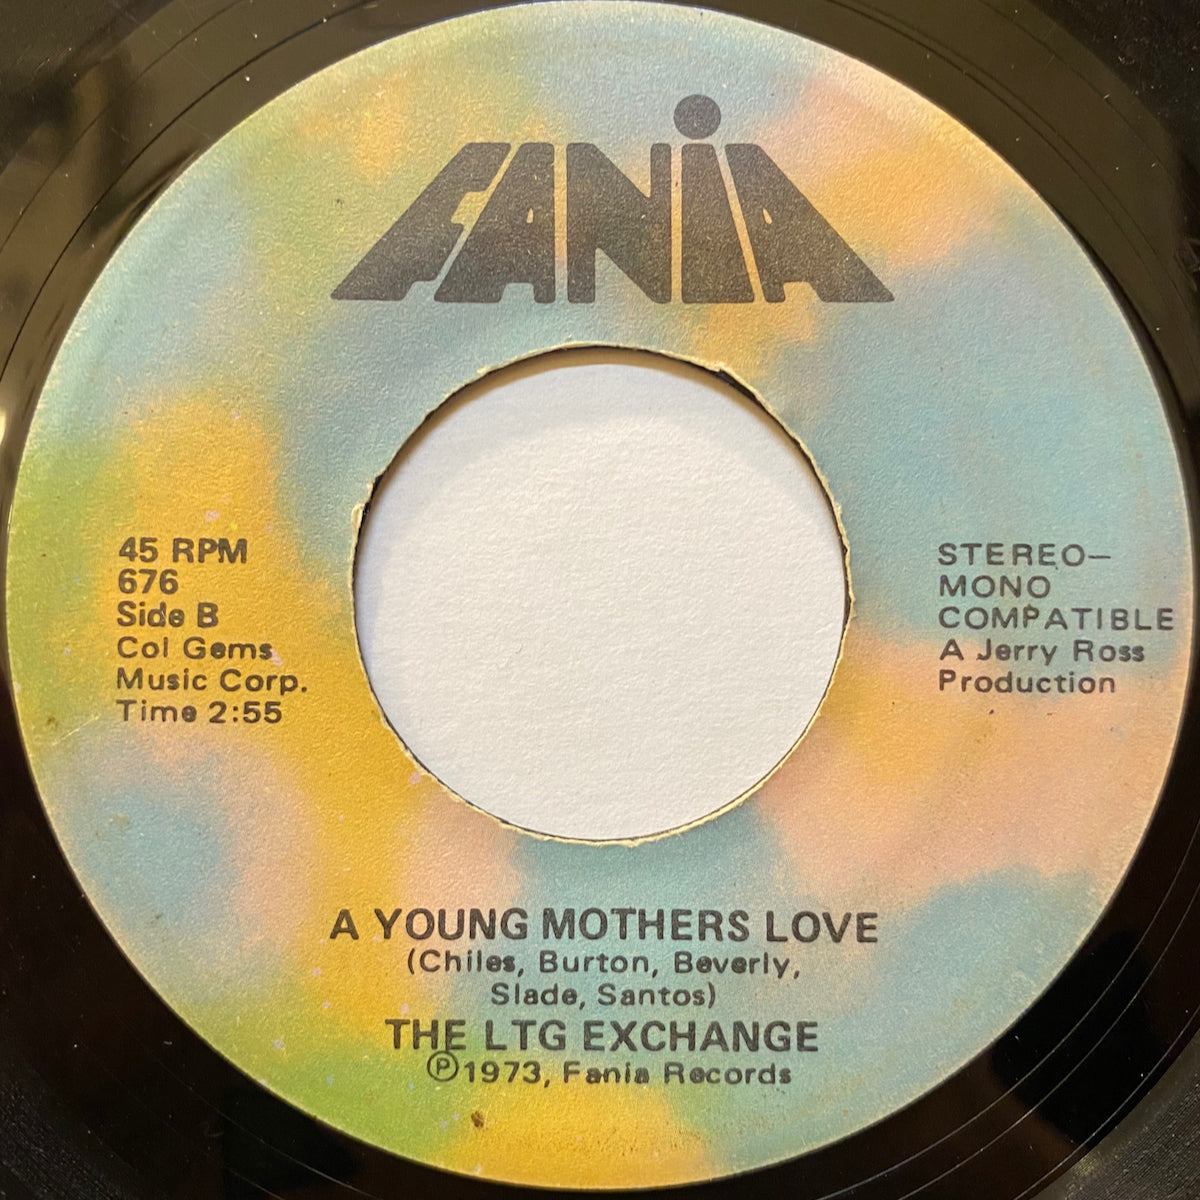 FANiA
45 RPM
676
Side B
Col Gems
Music Corp.
Time 2:55
STEREO—
MONO
COMPATIBLE
A Jerry Ross
Production
A YOUNG MOTHERS LOVE
(Chiles, Burton, Beverly,
Slade, Santos)
THE LTG EXCHANGE
Ⓟ1973, Fania Records